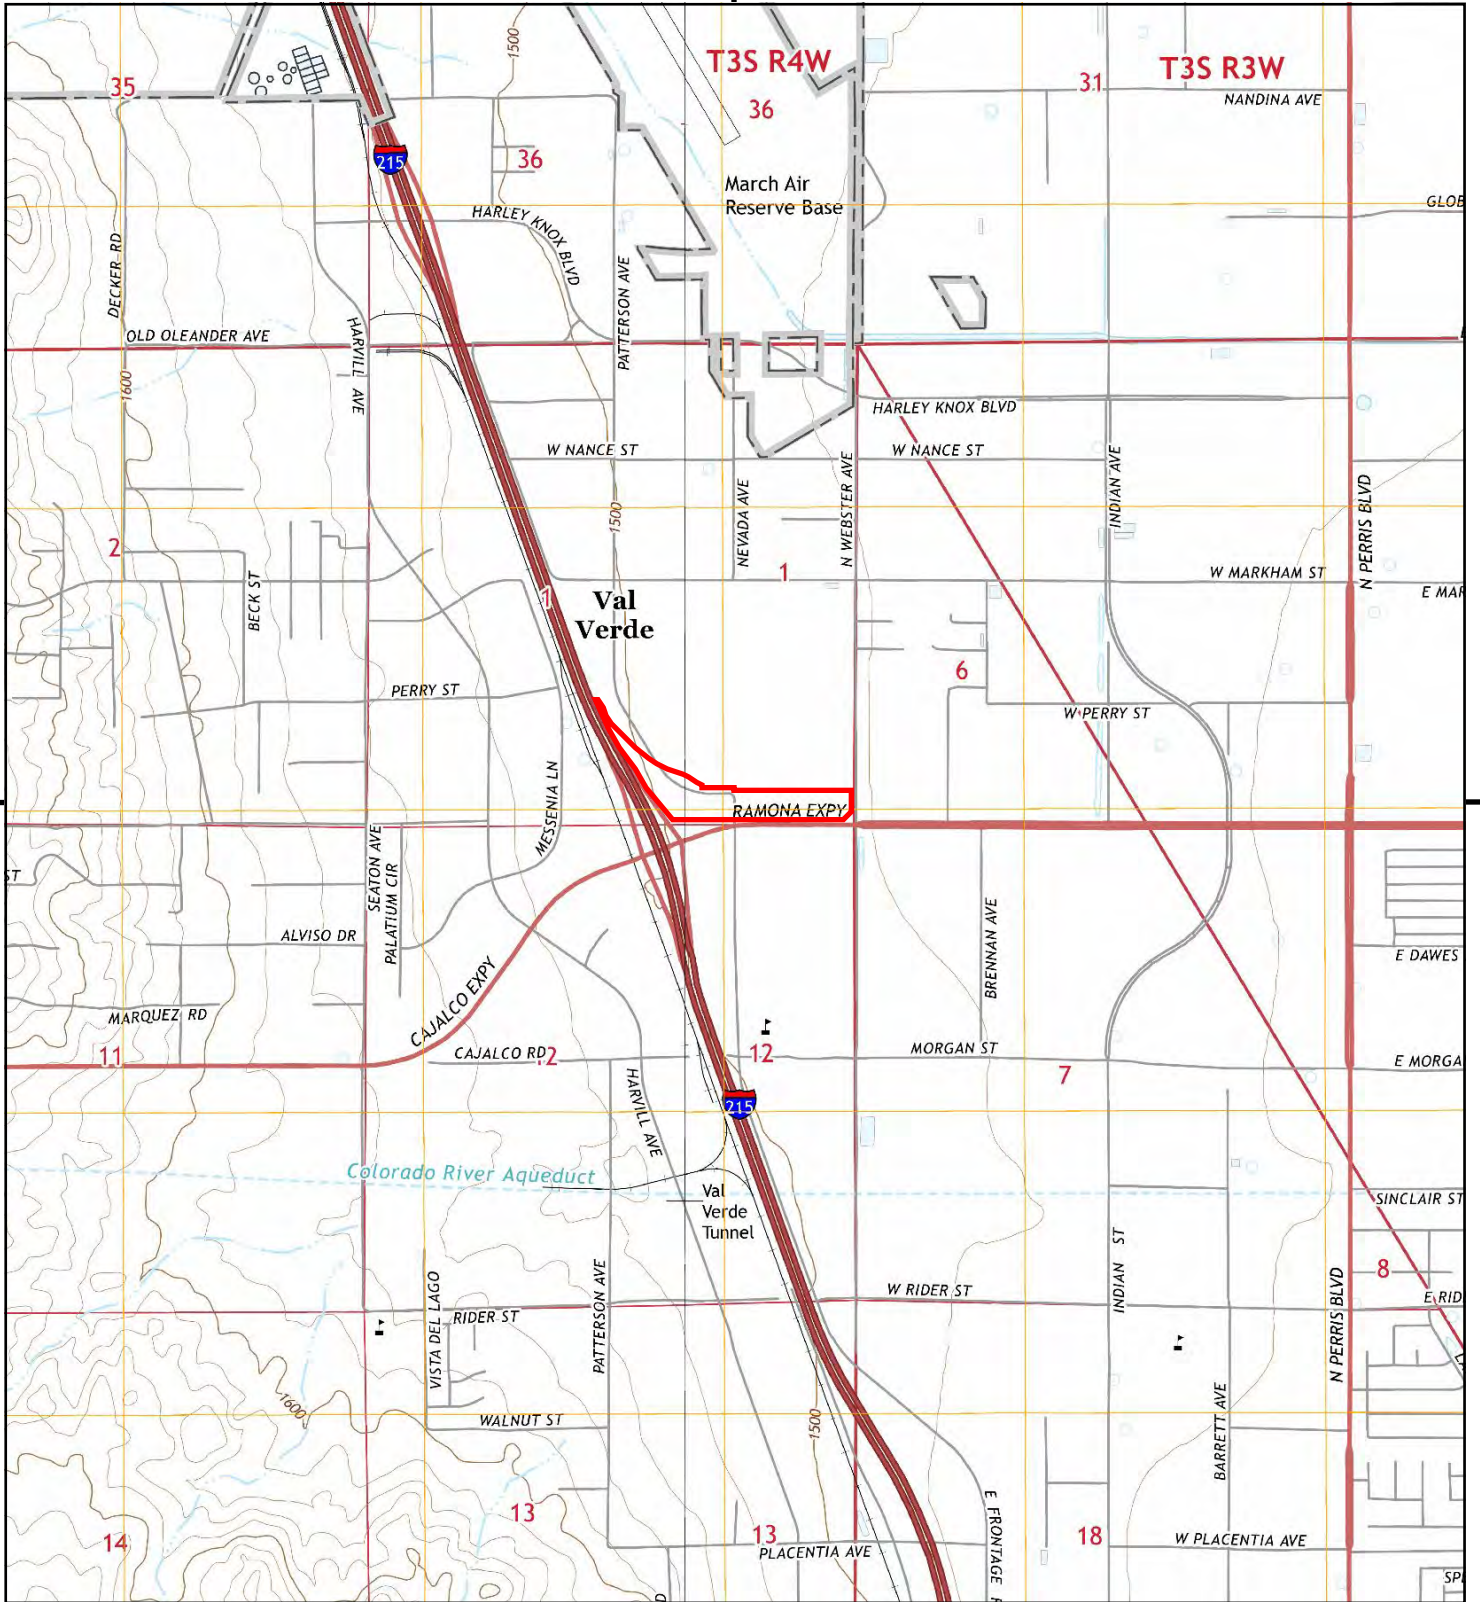 T3S R4W
T3S R3W
35
36
31
NANDINA AVE
1500
215
36
March Air
Reserve Base
GLOB
HARLEY KNOX BLVD
DECKER RD
PATTERSON AVE
OLD OLEANDER AVE
HARVILL AVE
1600
HARLEY KNOX BLVD
W NANCE ST
W NANCE ST
N WEBSTER AVE
INDIAN AVE
NEVADA AVE
N PERRIS BLVD
1500
2
1
W MARKHAM ST
E MAR
BECK ST
1
Val
Verde
6
PERRY ST
W PERRY ST
MESSENIA LN
RAMONA EXPY
SEATON AVE
PALATIUM CIR
ST
ALVISO DR
BRENNAN AVE
E DAWES
CAJALCO EXPY
MARQUEZ RD
11
CAJALCO RD
12
12
MORGAN ST
7
E MORGA
HARVILL AVE
215
Colorado River Aqueduct
Val
Verde
Tunnel
SINCLAIR ST
INDIAN ST
8
VISTA DEL LAGO
PATTERSON AVE
W RIDER ST
E RID
RIDER ST
N PERRIS BLVD
1600
WALNUT ST
1500
BARRETT AVE
E FRONTAGE
13
14
13
18
PLACENTIA AVE
W PLACENTIA AVE
SP
D